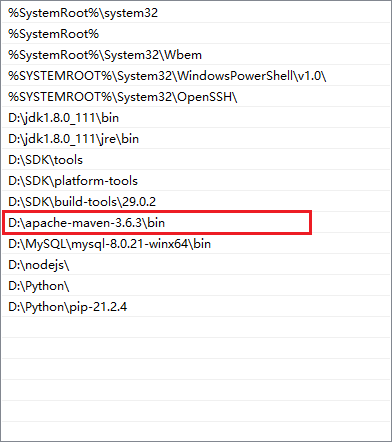 %SystemRoot%\system32
%SystemRoot%
%SystemRoot%\System32\Wbem
%SYSTEMROOT%\System32\WindowsPowerShell\v1.0\
%SYSTEMROOT%\System32\OpenSSH\
D:\jdk1.8.0_111\bin
D:\jdk1.8.0_111\jre\bin
D:\SDK\tools
D:\SDK\platform-tools
D:\SDK\build-tools\29.0.2
D:\apache-maven-3.6.3\bin
D:\MySQL\mysql-8.0.21-winx64\bin
D:\nodejs\
D:\Python\
D:\Python\pip-21.2.4